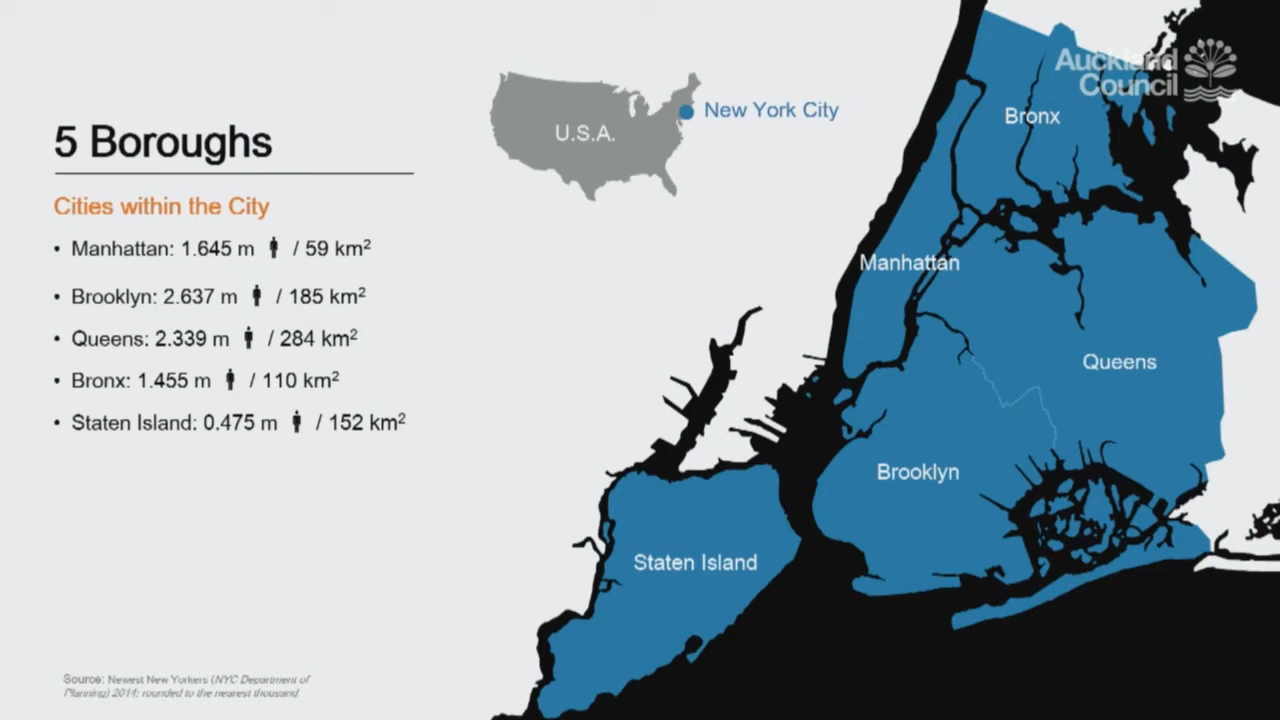 5 Boroughs
Cities within the City
• Manhattan: 1.645 m / 59 km²
• Brooklyn: 2.637 m / 185 km²
• Queens: 2.339 m / 284 km²
• Bronx: 1.455 m / 110 km²
• Staten Island: 0.475 m / 152 km²
Source: Newest New Yorkers (NYC Department of
Planning) 2014; rounded to the nearest thousand
U.S.A.
New York City
Auckland
Council
Bronx
Manhattan
Queens
Brooklyn
Staten Island